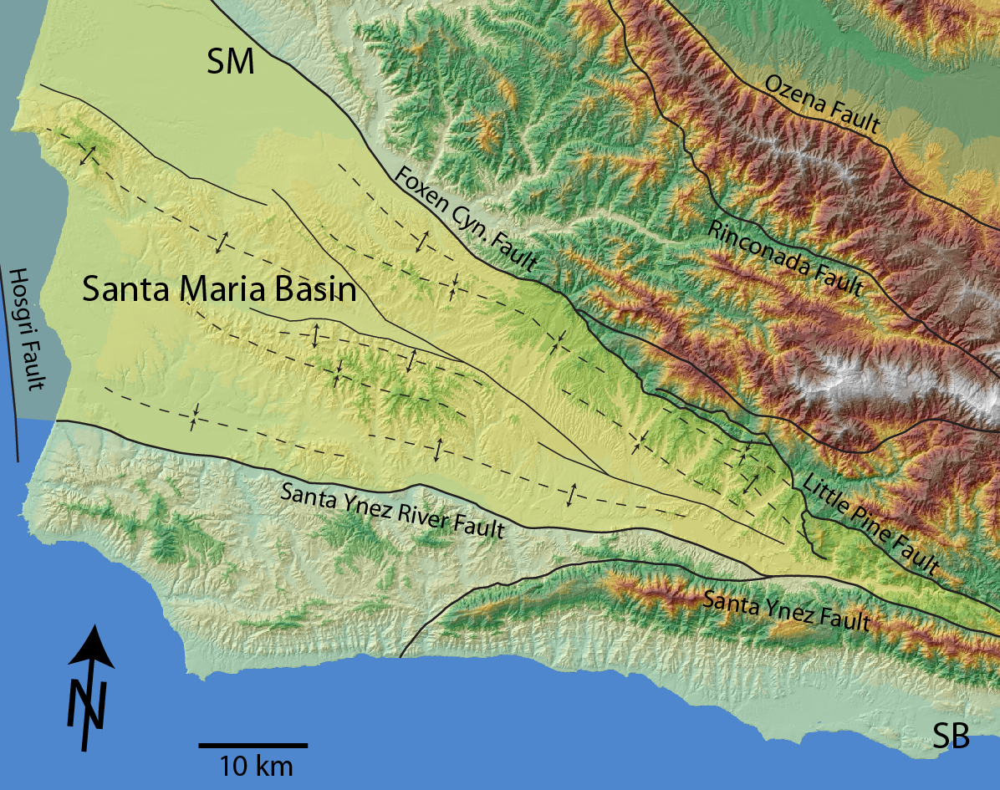 SM
Ozena Fault
Foxen Cyn. Fault
Rinconada Fault
Hosgri Fault
Santa Maria Basin
Little Pine Fault
Santa Ynez River Fault
Santa Ynez Fault
N
10 km
SB